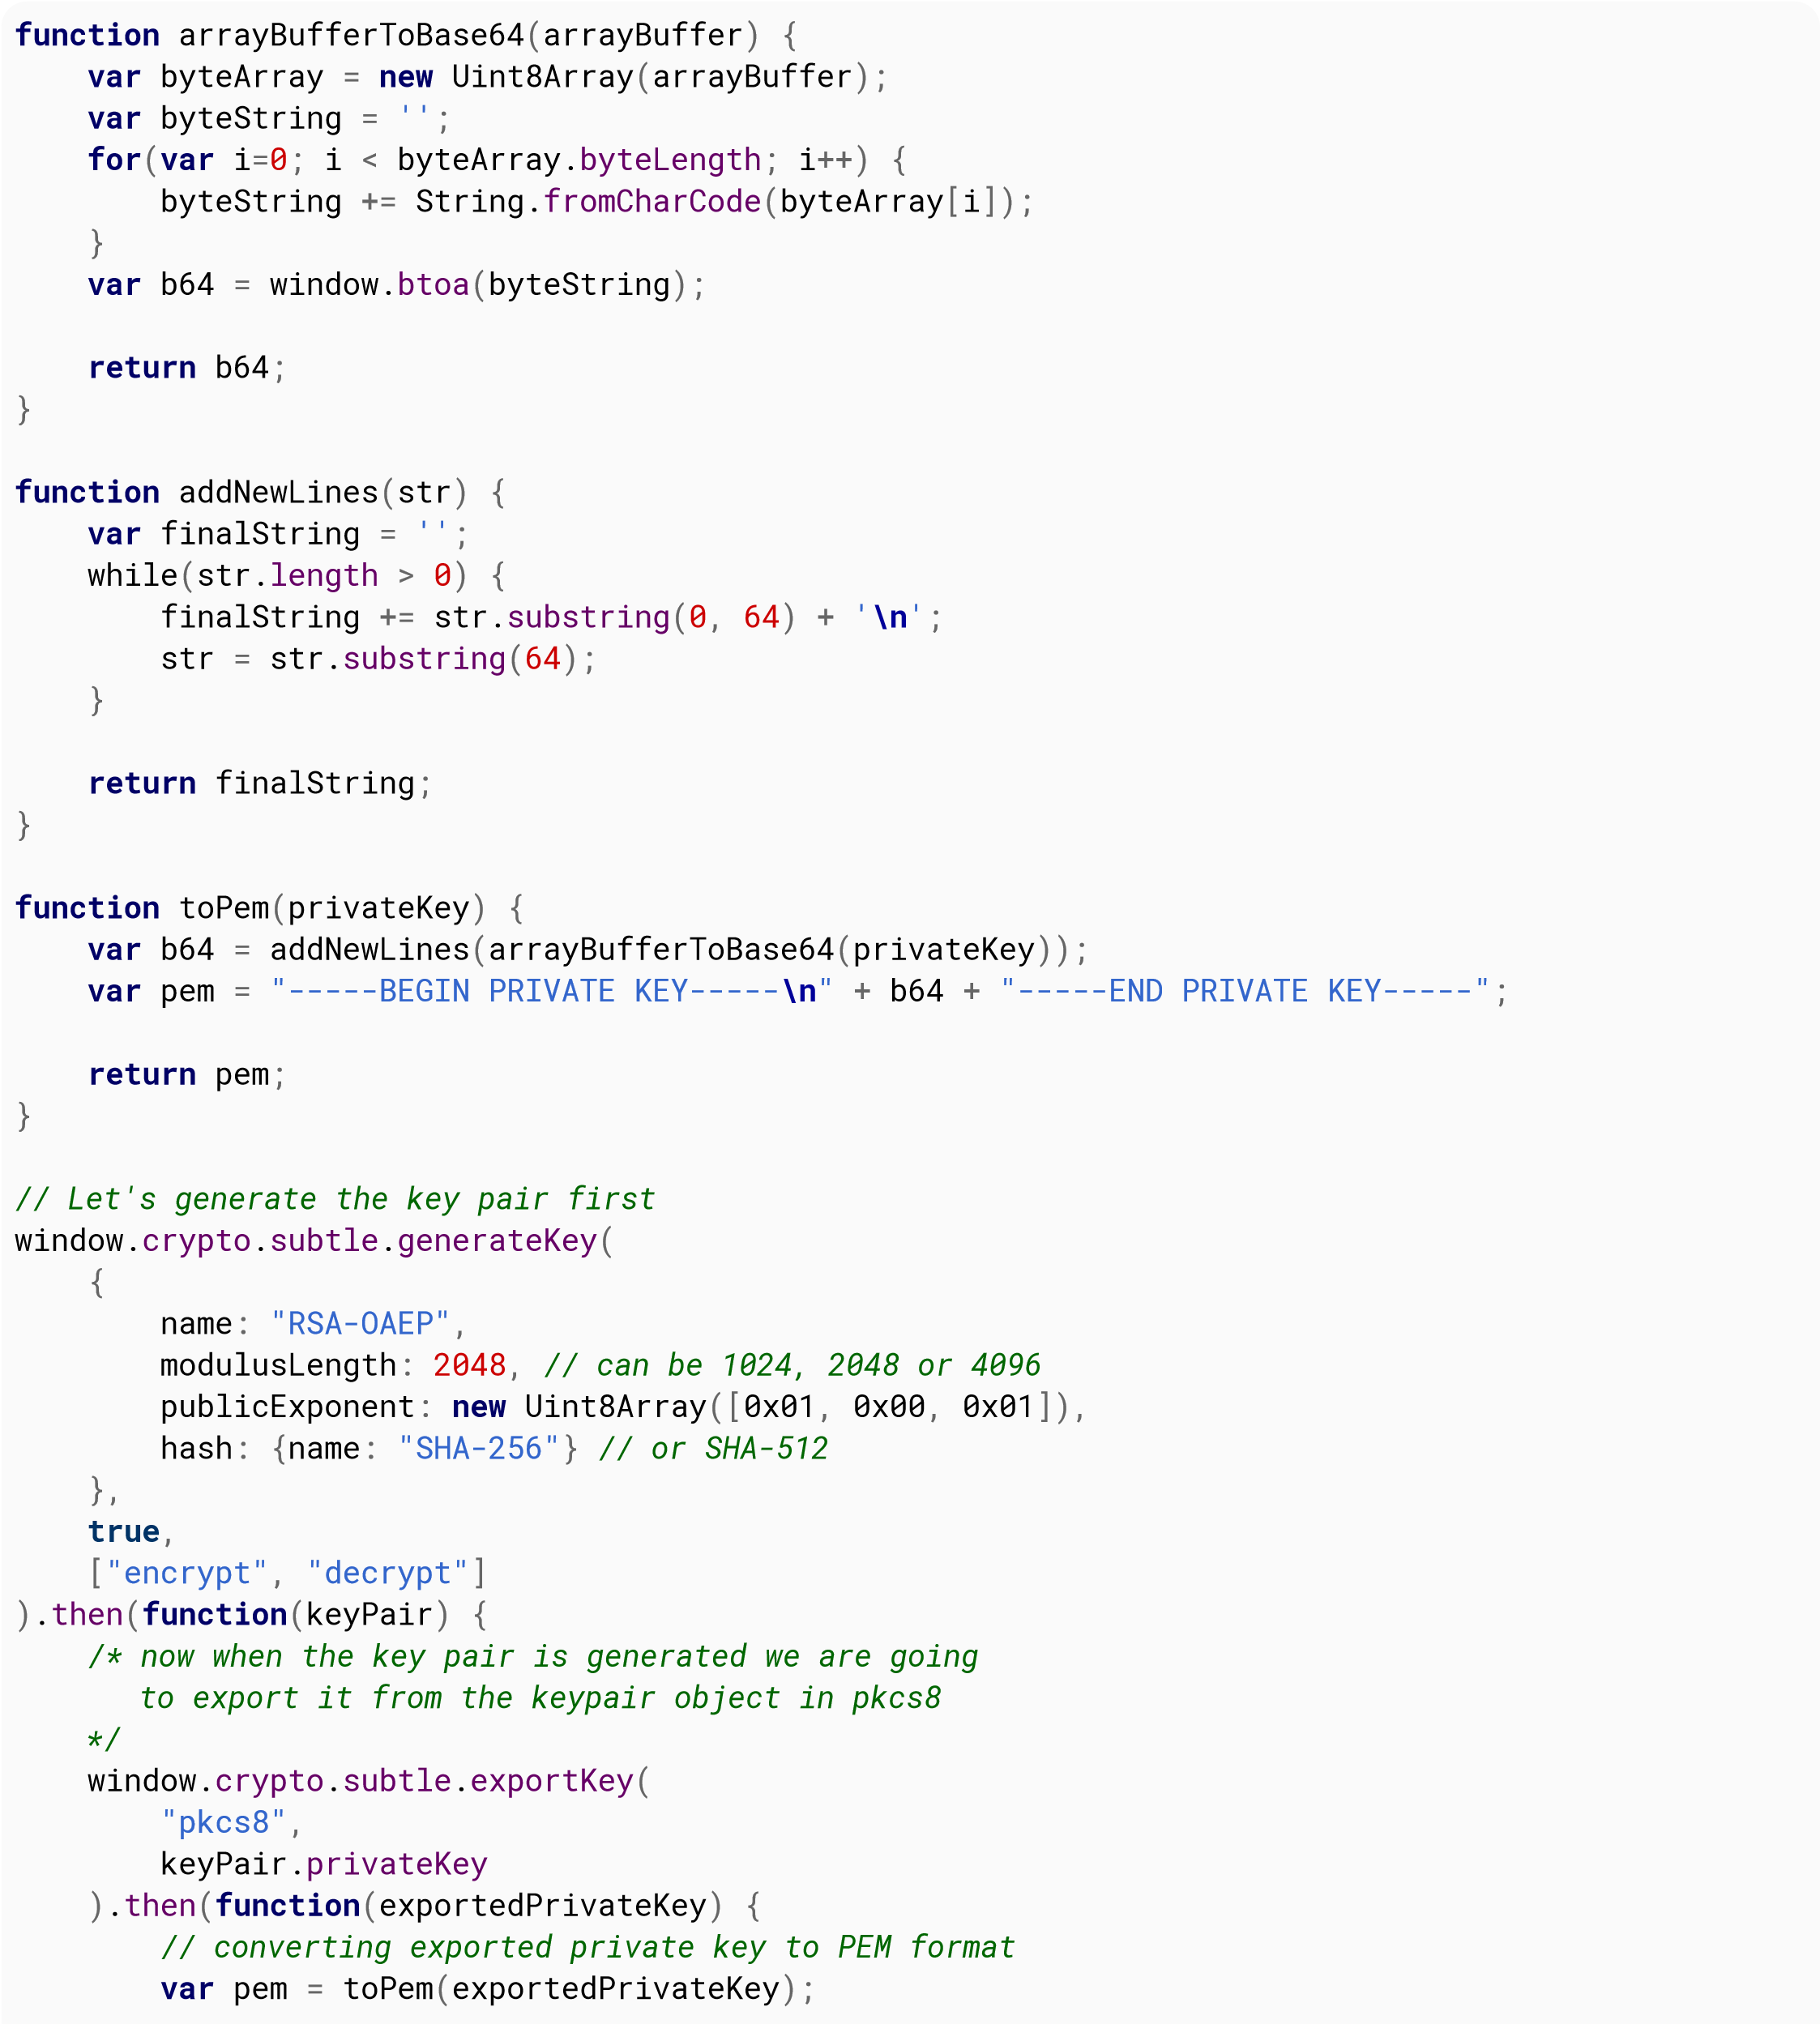 function arrayBufferToBase64(arrayBuffer) {
    var byteArray = new Uint8Array(arrayBuffer);
    var byteString = '';
    for(var i=0; i < byteArray.byteLength; i++) {
        byteString += String.fromCharCode(byteArray[i]);
    }
    var b64 = window.btoa(byteString);

    return b64;
}

function addNewLines(str) {
    var finalString = '';
    while(str.length > 0) {
        finalString += str.substring(0, 64) + '\n';
        str = str.substring(64);
    }

    return finalString;
}

function toPem(privateKey) {
    var b64 = addNewLines(arrayBufferToBase64(privateKey));
    var pem = "-----BEGIN PRIVATE KEY-----\n" + b64 + "-----END PRIVATE KEY-----";

    return pem;
}

// Let's generate the key pair first
window.crypto.subtle.generateKey(
    {
        name: "RSA-OAEP",
        modulusLength: 2048, // can be 1024, 2048 or 4096
        publicExponent: new Uint8Array([0x01, 0x00, 0x01]),
        hash: {name: "SHA-256"} // or SHA-512
    },
    true,
    ["encrypt", "decrypt"]
).then(function(keyPair) {
    /* now when the key pair is generated we are going
       to export it from the keypair object in pkcs8
    */
    window.crypto.subtle.exportKey(
        "pkcs8",
        keyPair.privateKey
    ).then(function(exportedPrivateKey) {
        // converting exported private key to PEM format
        var pem = toPem(exportedPrivateKey);